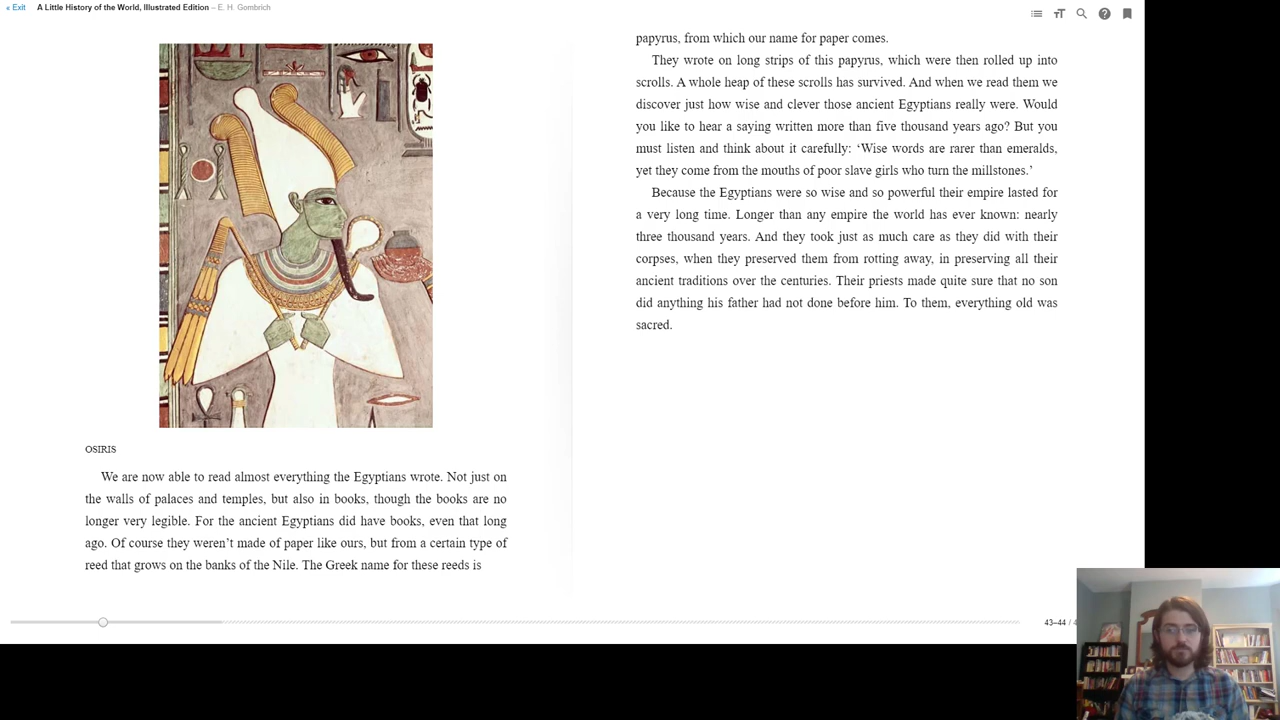 « Exit A Little History of the World, Illustrated Edition – E. H. Gombrich
OSIRIS
We are now able to read almost everything the Egyptians wrote. Not just on
the walls of palaces and temples, but also in books, though the books are no
longer very legible. For the ancient Egyptians did have books, even that long
ago. Of course they weren’t made of paper like ours, but from a certain type of
reed that grows on the banks of the Nile. The Greek name for these reeds is
papyrus, from which our name for paper comes.
They wrote on long strips of this papyrus, which were then rolled up into
scrolls. A whole heap of these scrolls has survived. And when we read them we
discover just how wise and clever those ancient Egyptians really were. Would
you like to hear a saying written more than five thousand years ago? But you
must listen and think about it carefully: ‘Wise words are rarer than emeralds,
yet they come from the mouths of poor slave girls who turn the millstones.’
Because the Egyptians were so wise and so powerful their empire lasted for
a very long time. Longer than any empire the world has ever known: nearly
three thousand years. And they took just as much care as they did with their
corpses, when they preserved them from rotting away, in preserving all their
ancient traditions over the centuries. Their priests made quite sure that no son
did anything his father had not done before him. To them, everything old was
sacred.
43–44 /